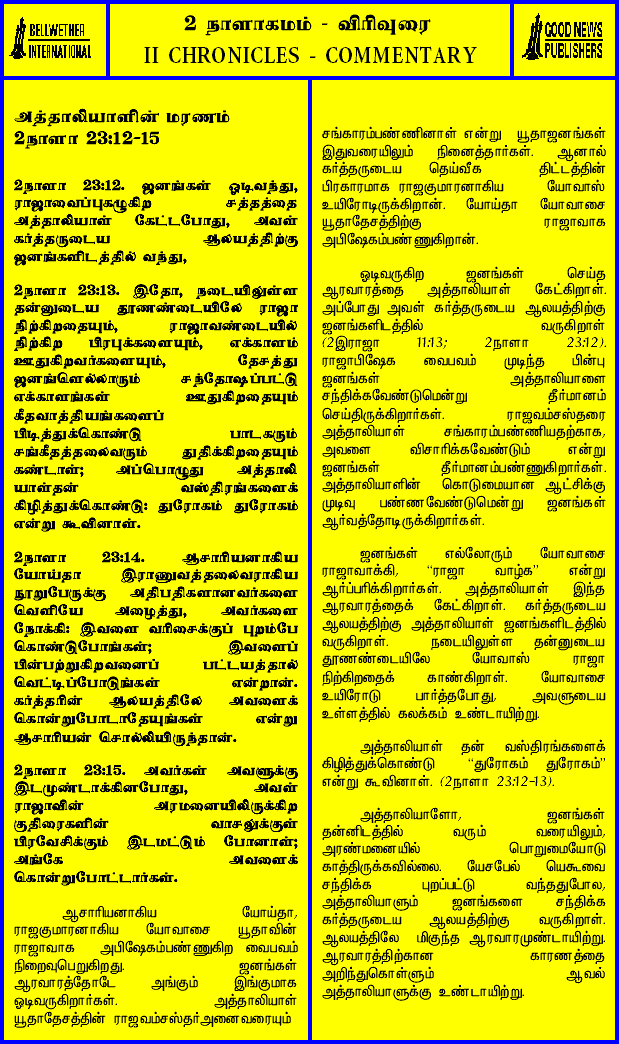 BELLWETHER
INTERNATIONAL
2 நாளாகமம் - விரிவுரை
II CHRONICLES - COMMENTARY
GOOD NEWS
PUBLISHERS
அத்தாலியாளின் மரணம்
2நாளா 23:12-15
2நாளா 23:12. ஜனங்கள் ஓடிவந்து,
ராஜாவைப்புகழுகிற சத்தத்தை
அத்தாலியாள் கேட்டபோது, அவள்
கர்த்தருடைய ஆலயத்திற்கு
ஜனங்களிடத்தில் வந்து,
2நாளா 23:13. இதோ, நடையிலுள்ள
தன்னுடைய தூணண்டையிலே ராஜா
நிற்கிறதையும், ராஜாவண்டையில்
நிற்கிற பிரபுக்களையும், எக்காளம்
ஊதுகிறவர்களையும், தேசத்து
ஜனங்ளெல்லாரும் சந்தோஷப்பட்டு
எக்காளங்கள் ஊதுகிறதையும்
கீதவாத்தியங்களைப்
பிடித்துக்கொண்டு பாடகரும்
சங்கீதத்தலைவரும் துதிக்கிறதையும்
கண்டாள்; அப்பொழுது அத்தாலி
யாள்தன் வஸ்திரங்களைக்
கிழித்துக்கொண்டு: துரோகம் துரோகம்
என்று கூவினாள்.
2நாளா 23:14. ஆசாரியனாகிய
யோய்தா இராணுவத்தலைவராகிய
நூறுபேருக்கு அதிபதிகளானவர்களை
வெளியே அழைத்து, அவர்களை
நோக்கி: இவளை வரிசைக்குப் புறம்பே
கொண்டுபோங்கள்; இவளைப்
பின்பற்றுகிறவனைப் பட்டயத்தால்
வெட்டிப்போடுங்கள் என்றான்.
கர்த்தரின் ஆலயத்திலே அவளைக்
கொன்றுபோடாதேயுங்கள் என்று
ஆசாரியன் சொல்லியிருந்தான்.
2நாளா 23:15. அவர்கள் அவளுக்கு
இடமுண்டாக்கினபோது, அவள்
ராஜாவின் அரமனையிலிருக்கிற
குதிரைகளின் வாசலுக்குள்
பிரவேசிக்கும் இடமட்டும் போனாள்;
அங்கே அவளைக்
கொன்றுபோட்டார்கள்.
ஆசாரியனாகிய யோய்தா,
ராஜகுமாரனாகிய யோவாசை யூதாவின்
ராஜாவாக அபிஷேகம்பண்ணுகிற வைபவம்
நிறைவுபெறுகிறது. ஜனங்கள்
ஆரவாரத்தோடே அங்கும் இங்குமாக
ஓடிவருகிறார்கள். அத்தாலியாள்
யூதாதேசத்தின் ராஜவம்சஸ்தர்அனைவரையும்
சங்காரம்பண்ணினாள் என்று யூதாஜனங்கள்
இதுவரையிலும் நினைத்தார்கள். ஆனால்
கர்த்தருடைய தெய்வீக திட்டத்தின்
பிரகாரமாக ராஜகுமாரனாகிய யோவாஸ்
உயிரோடிருக்கிறான். யோய்தா யோவாசை
யூதாதேசத்திற்கு ராஜாவாக
அபிஷேகம்பண்ணுகிறான்.
ஓடிவருகிற ஜனங்கள் செய்த
ஆரவாரத்தை அத்தாலியாள் கேட்கிறாள்.
அப்போது அவள் கர்த்தருடைய ஆலயத்திற்கு
ஜனங்களிடத்தில் வருகிறாள்
(2இராஜா 11:13; 2நாளா 23:12).
ராஜாபிஷேக வைபவம் முடிந்த பின்பு
ஜனங்கள் அத்தாலியாளை
சந்திக்கவேண்டுமென்று தீர்மானம்
செய்திருக்கிறார்கள். ராஜவம்சஸ்தரை
அத்தாலியாள் சங்காரம்பண்ணியதற்காக,
அவளை விசாரிக்கவேண்டும் என்று
ஜனங்கள் தீர்மானம்பண்ணுகிறார்கள்.
அத்தாலியாளின் கொடுமையான ஆட்சிக்கு
முடிவு பண்ணவேண்டுமென்று ஜனங்கள்
ஆர்வத்தோடிருக்கிறார்கள்.
ஜனங்கள் எல்லோரும் யோவாசை
ராஜாவாக்கி, “ராஜா வாழ்க” என்று
ஆர்ப்பரிக்கிறார்கள். அத்தாலியாள் இந்த
ஆரவாரத்தைக் கேட்கிறாள். கர்த்தருடைய
ஆலயத்திற்கு அத்தாலியாள் ஜனங்களிடத்தில்
வருகிறாள். நடையிலுள்ள தன்னுடைய
தூணண்டையிலே யோவாஸ் ராஜா
நிற்கிறதைக் காண்கிறாள். யோவாசை
உயிரோடு பார்த்தபோது, அவளுடைய
உள்ளத்தில் கலக்கம் உண்டாயிற்று.
அத்தாலியாள் தன் வஸ்திரங்களைக்
கிழித்துக்கொண்டு “துரோகம் துரோகம்”
என்று கூவினாள். (2நாளா 23:12-13).
அத்தாலியாளோ, ஜனங்கள்
தன்னிடத்தில் வரும் வரையிலும்,
அரண்மனையில் பொறுமையோடு
காத்திருக்கவில்லை. யேசபேல் யெகூவை
சந்திக்க புறப்பட்டு வந்ததுபோல,
அத்தாலியாளும் ஜனங்களை சந்திக்க
கர்த்தருடைய ஆலயத்திற்கு வருகிறாள்.
ஆலயத்திலே மிகுந்த ஆரவாரமுண்டாயிற்று.
ஆரவாரத்திற்கான காரணத்தை
அறிந்துகொள்ளும் ஆவல்
அத்தாலியாளுக்கு உண்டாயிற்று.